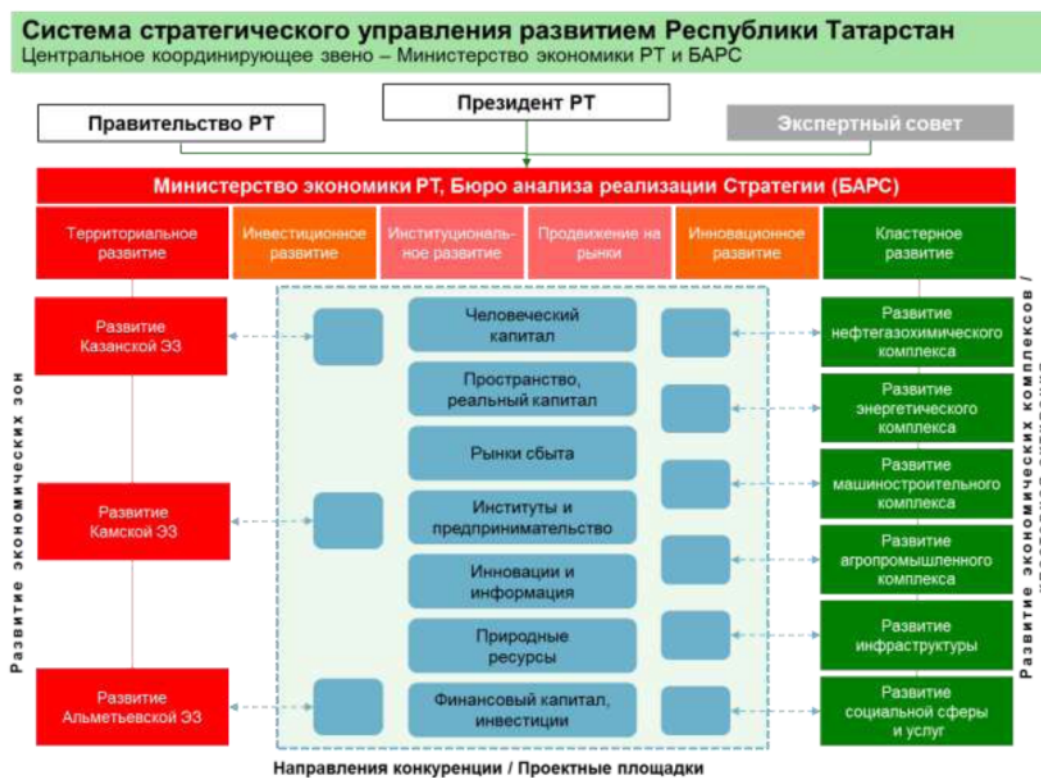 Система стратегического управления развитием Республики Татарстан
Центральное координирующее звено – Министерство экономики РТ и БАРС
Президент РТ
Правительство РТ
Экспертный совет
Министерство экономики РТ, Бюро анализа реализации Стратегии (БАРС)
Территориальное
развитие
Инвестиционное
развитие
Институциональ-
ное развитие
Продвижение на
рынки
Инновационное
развитие
Кластерное
развитие
Развитие экономических зон
Развитие
Казанской ЭЗ
Развитие
Камской ЭЗ
Развитие
Альметьевской ЭЗ
Человеческий
капитал
Пространство,
реальный капитал
Рынки сбыта
Институты и
предпринимательство
Инновации и
информация
Природные
ресурсы
Финансовый капитал,
инвестиции
Развитие
нефтегазохимического
комплекса
Развитие
энергетического
комплекса
Развитие
машиностроительного
комплекса
Развитие
агропромышленного
комплекса
Развитие
инфраструктуры
Развитие
социальной сферы
и услуг
Развитие экономических комплексов /
Направления конкуренции / Проектные площадки